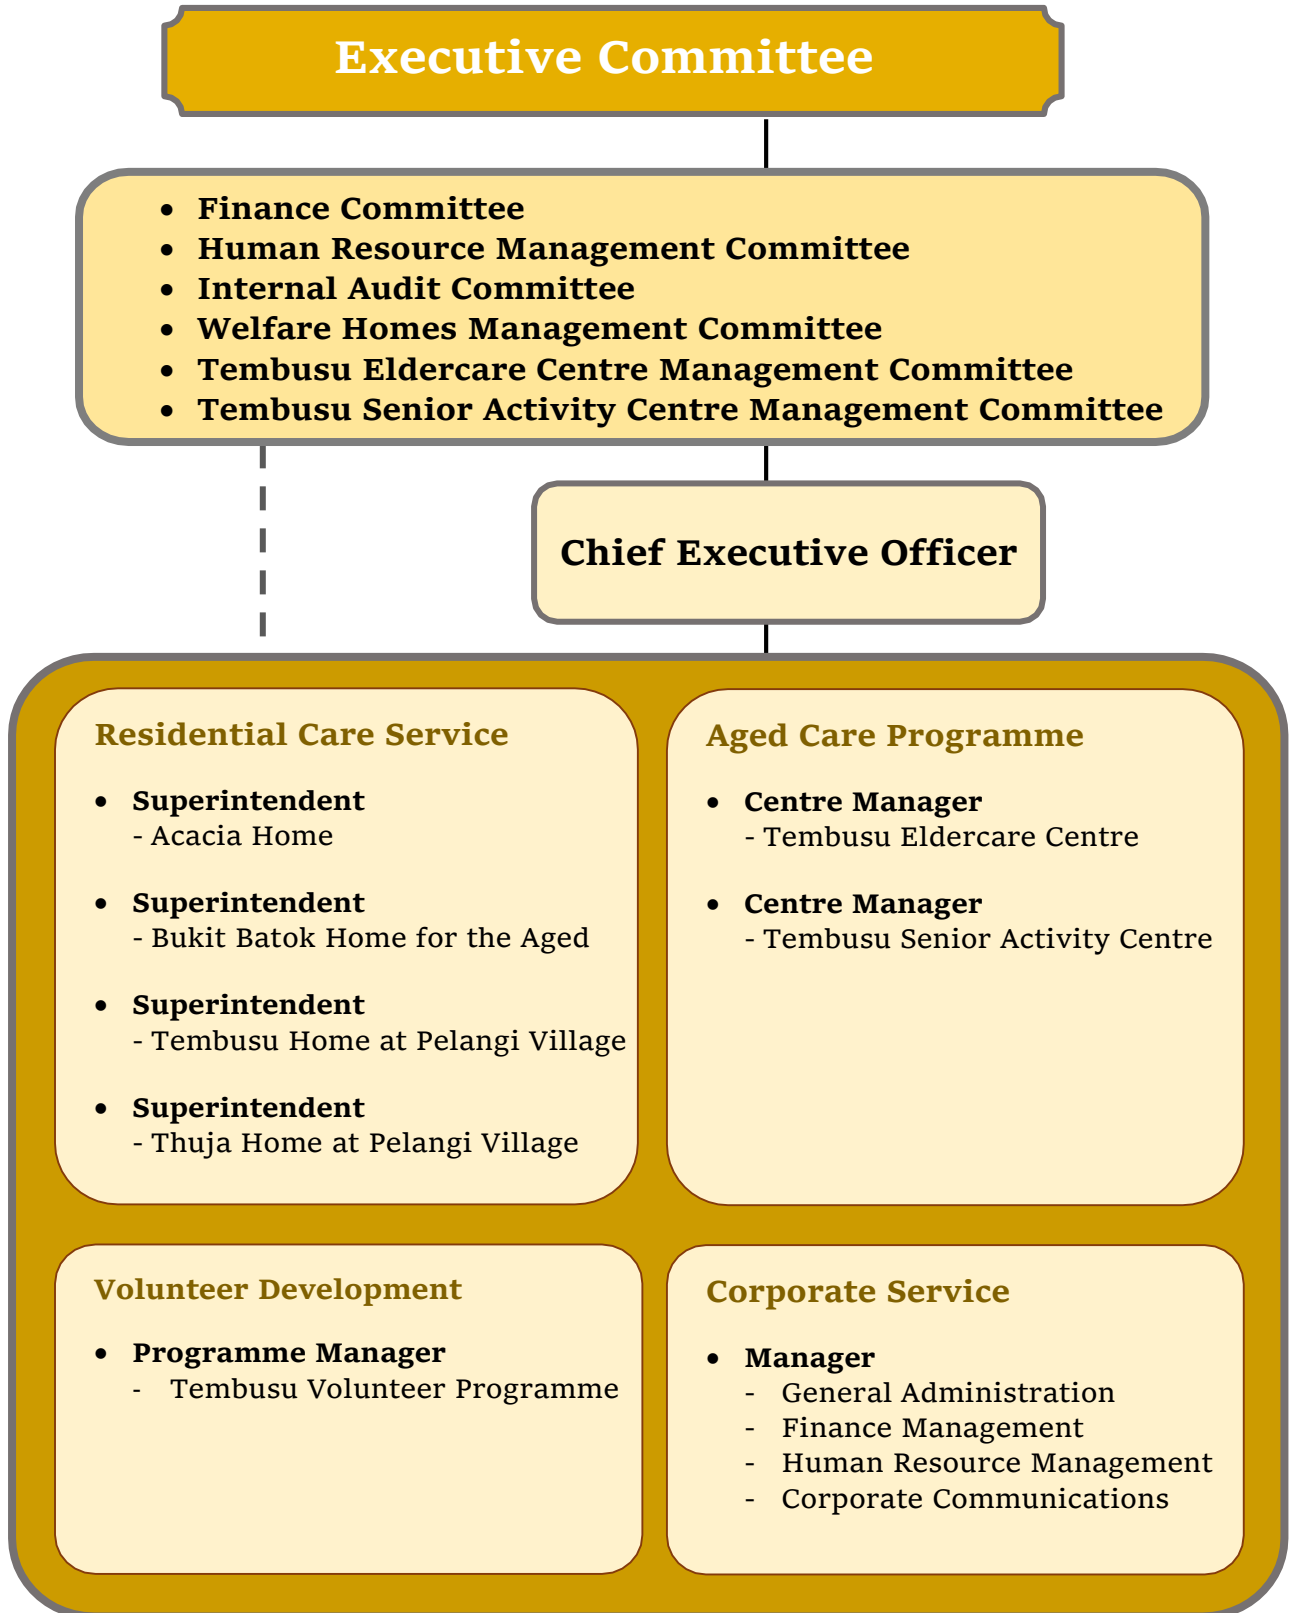 Executive Committee
• Finance Committee
• Human Resource Management Committee
• Internal Audit Committee
• Welfare Homes Management Committee
• Tembusu Eldercare Centre Management Committee
• Tembusu Senior Activity Centre Management Committee
Chief Executive Officer
Residential Care Service
• Superintendent
- Acacia Home
• Superintendent
- Bukit Batok Home for the Aged
• Superintendent
- Tembusu Home at Pelangi Village
• Superintendent
- Thuja Home at Pelangi Village
Aged Care Programme
• Centre Manager
- Tembusu Eldercare Centre
• Centre Manager
- Tembusu Senior Activity Centre
Volunteer Development
• Programme Manager
- Tembusu Volunteer Programme
Corporate Service
• Manager
- General Administration
- Finance Management
- Human Resource Management
- Corporate Communications